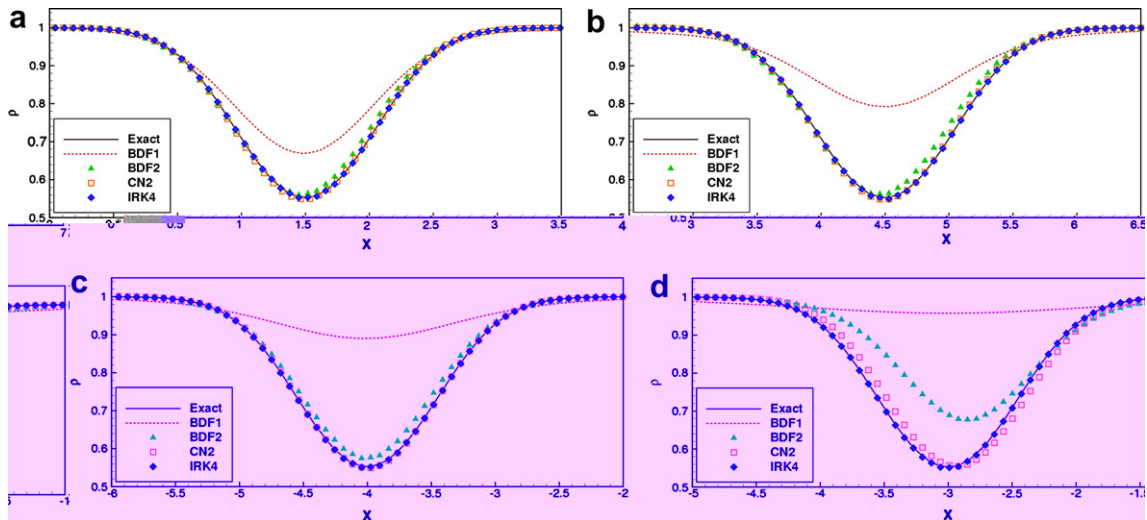 a
1
0.9
0.8
0.7
0.6
0.5
ρ
Exact
BDF1
BDF2
CN2
IRK4
1 1.5 2 2.5 3 3.5 4
X
b
1
0.9
0.8
0.7
0.6
0.5
ρ
Exact
BDF1
BDF2
CN2
IRK4
3.5 4 4.5 5 5.5 6 6.5
X
c
1
0.9
0.8
0.7
0.6
0.5
ρ
Exact
BDF1
BDF2
CN2
IRK4
-6 -5.5 -5 -4.5 -4 -3.5 -3 -2.5 -2
X
d
1
0.9
0.8
0.7
0.6
0.5
ρ
Exact
BDF1
BDF2
CN2
IRK4
-5 -4.5 -4 -3.5 -3 -2.5 -2 -1.5
X